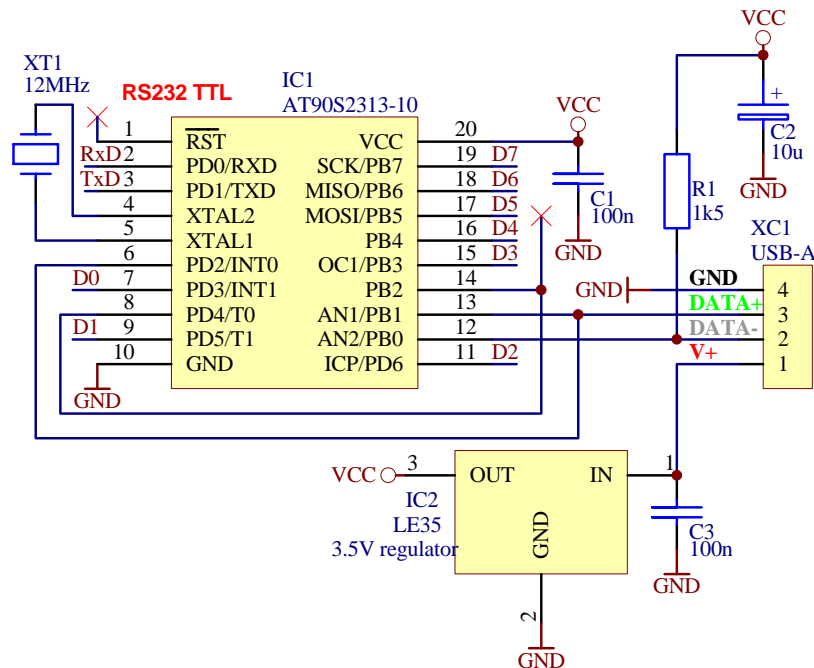 XT1
12MHz
RS232 TTL
IC1
AT90S2313-10
1 RST VCC 20
RxD 2 PD0/RXD SCK/PB7 19 D7
TxD 3 PD1/TXD MISO/PB6 18 D6
4 XTAL2 MOSI/PB5 17 D5
5 XTAL1 PB4 16 D4
6 PD2/INT0 OC1/PB3 15 D3
D0 7 PD3/INT1 PB2 14
8 PD4/T0 AN1/PB1 13
D1 9 PD5/T1 AN2/PB0 12
10 GND ICP/PD6 11 D2
GND
VCC
C1
100n
GND
VCC
+
C2
10u
GND
R1
1k5
XC1
USB-A
GND GND 4
DATA+ 3
DATA- 2
V+ 1
VCC 3 OUT IN 1
IC2
LE35
3.5V regulator
GND
2
GND
C3
100n
GND